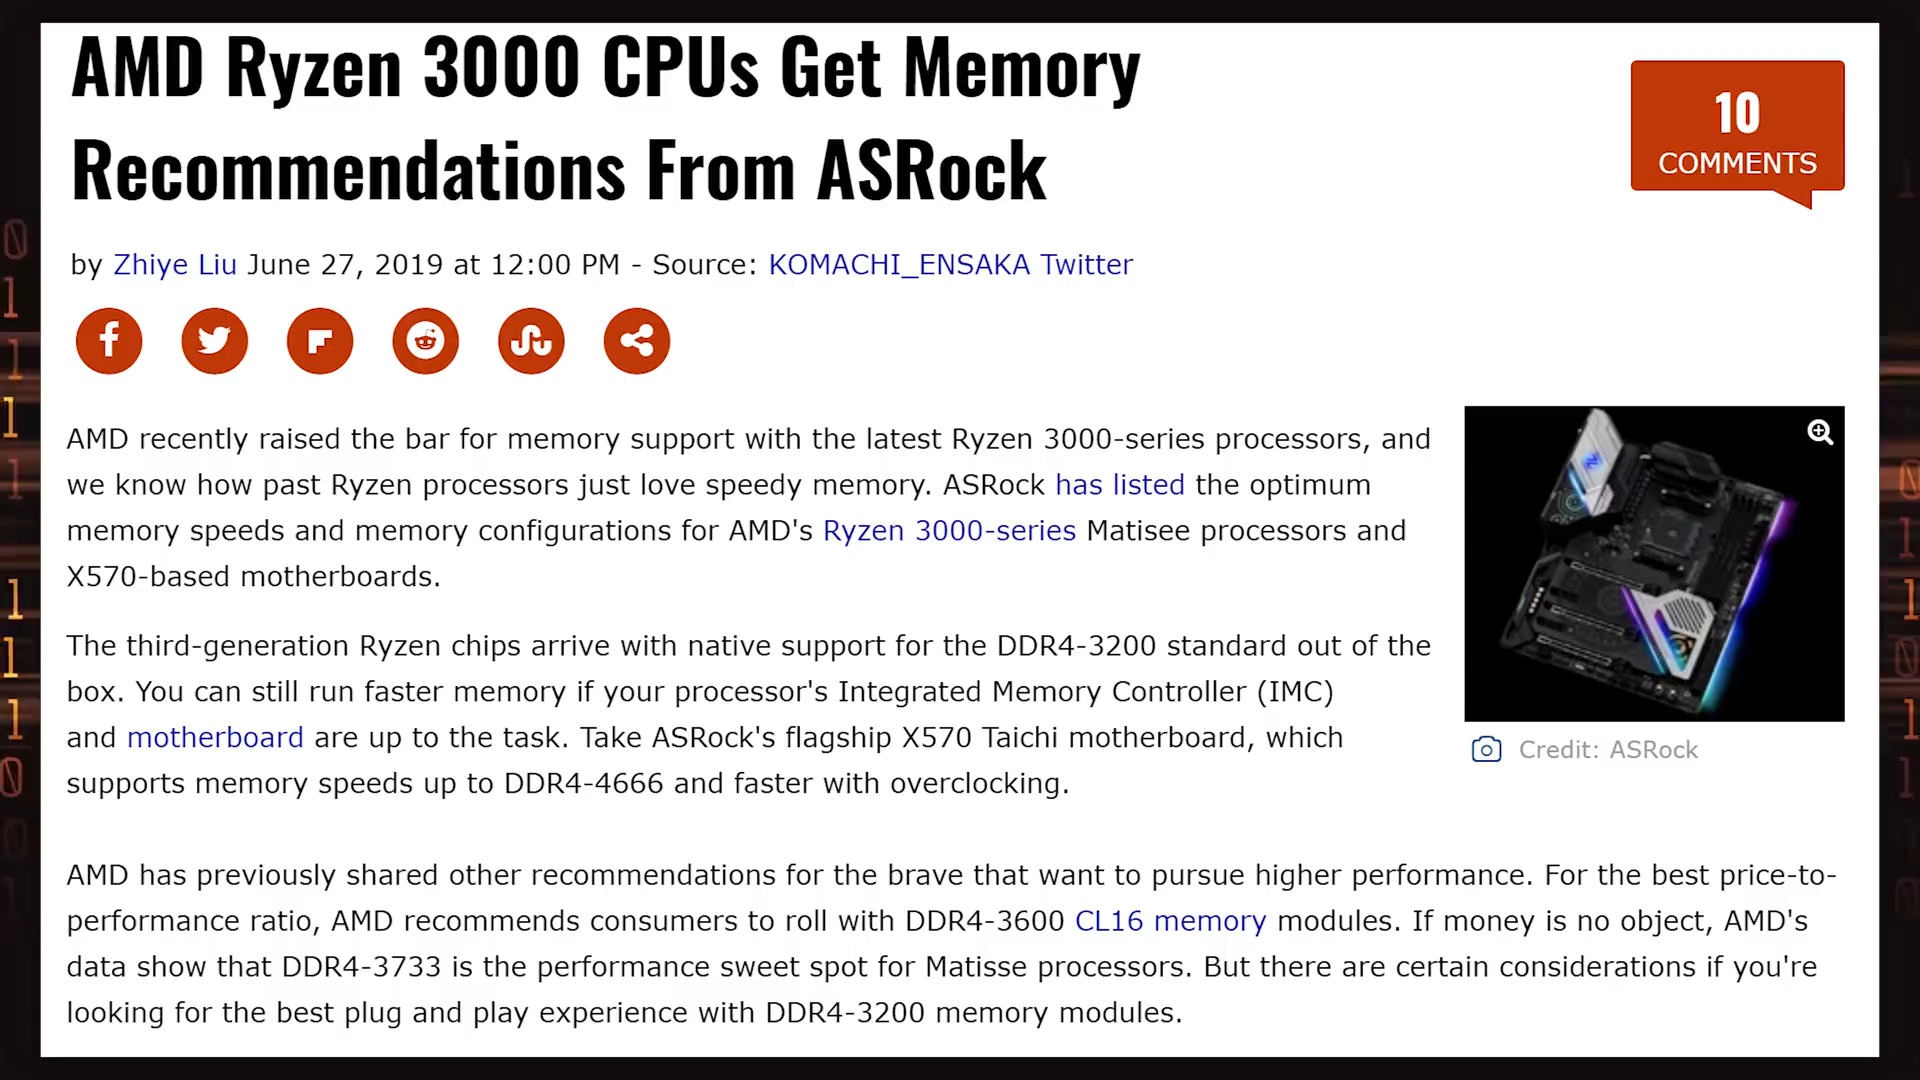 AMD Ryzen 3000 CPUs Get Memory
Recommendations From ASRock
10
COMMENTS
by Zhiye Liu June 27, 2019 at 12:00 PM - Source: KOMACHI_ENSAKA Twitter
AMD recently raised the bar for memory support with the latest Ryzen 3000-series processors, and
we know how past Ryzen processors just love speedy memory. ASRock has listed the optimum
memory speeds and memory configurations for AMD's Ryzen 3000-series Matisee processors and
X570-based motherboards.
The third-generation Ryzen chips arrive with native support for the DDR4-3200 standard out of the
box. You can still run faster memory if your processor's Integrated Memory Controller (IMC)
and motherboard are up to the task. Take ASRock's flagship X570 Taichi motherboard, which
supports memory speeds up to DDR4-4666 and faster with overclocking.
Credit: ASRock
AMD has previously shared other recommendations for the brave that want to pursue higher performance. For the best price-to-
performance ratio, AMD recommends consumers to roll with DDR4-3600 CL16 memory modules. If money is no object, AMD's
data show that DDR4-3733 is the performance sweet spot for Matisse processors. But there are certain considerations if you're
looking for the best plug and play experience with DDR4-3200 memory modules.